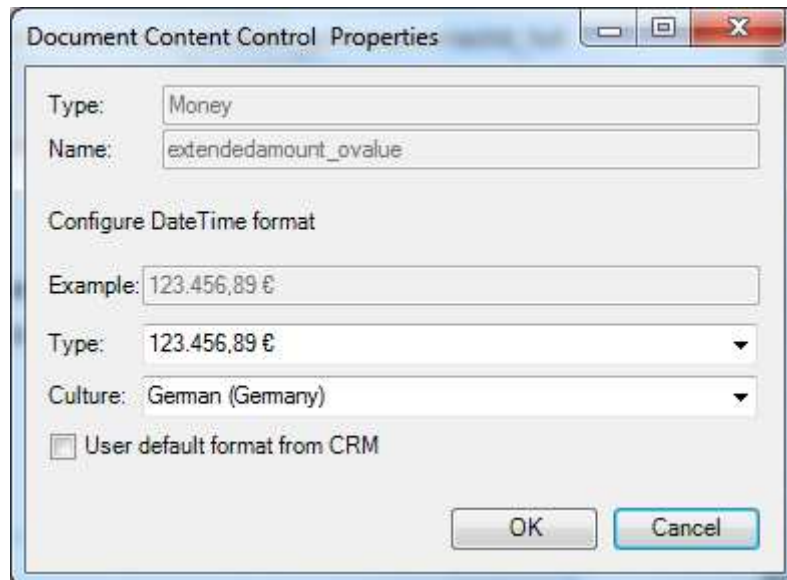 Document Content Control Properties
Type: Money
Name: extendedamount_ovalue
Configure DateTime format
Example: 123.456,89 €
Type: 123.456,89 €
Culture: German (Germany)
User default format from CRM
OK Cancel